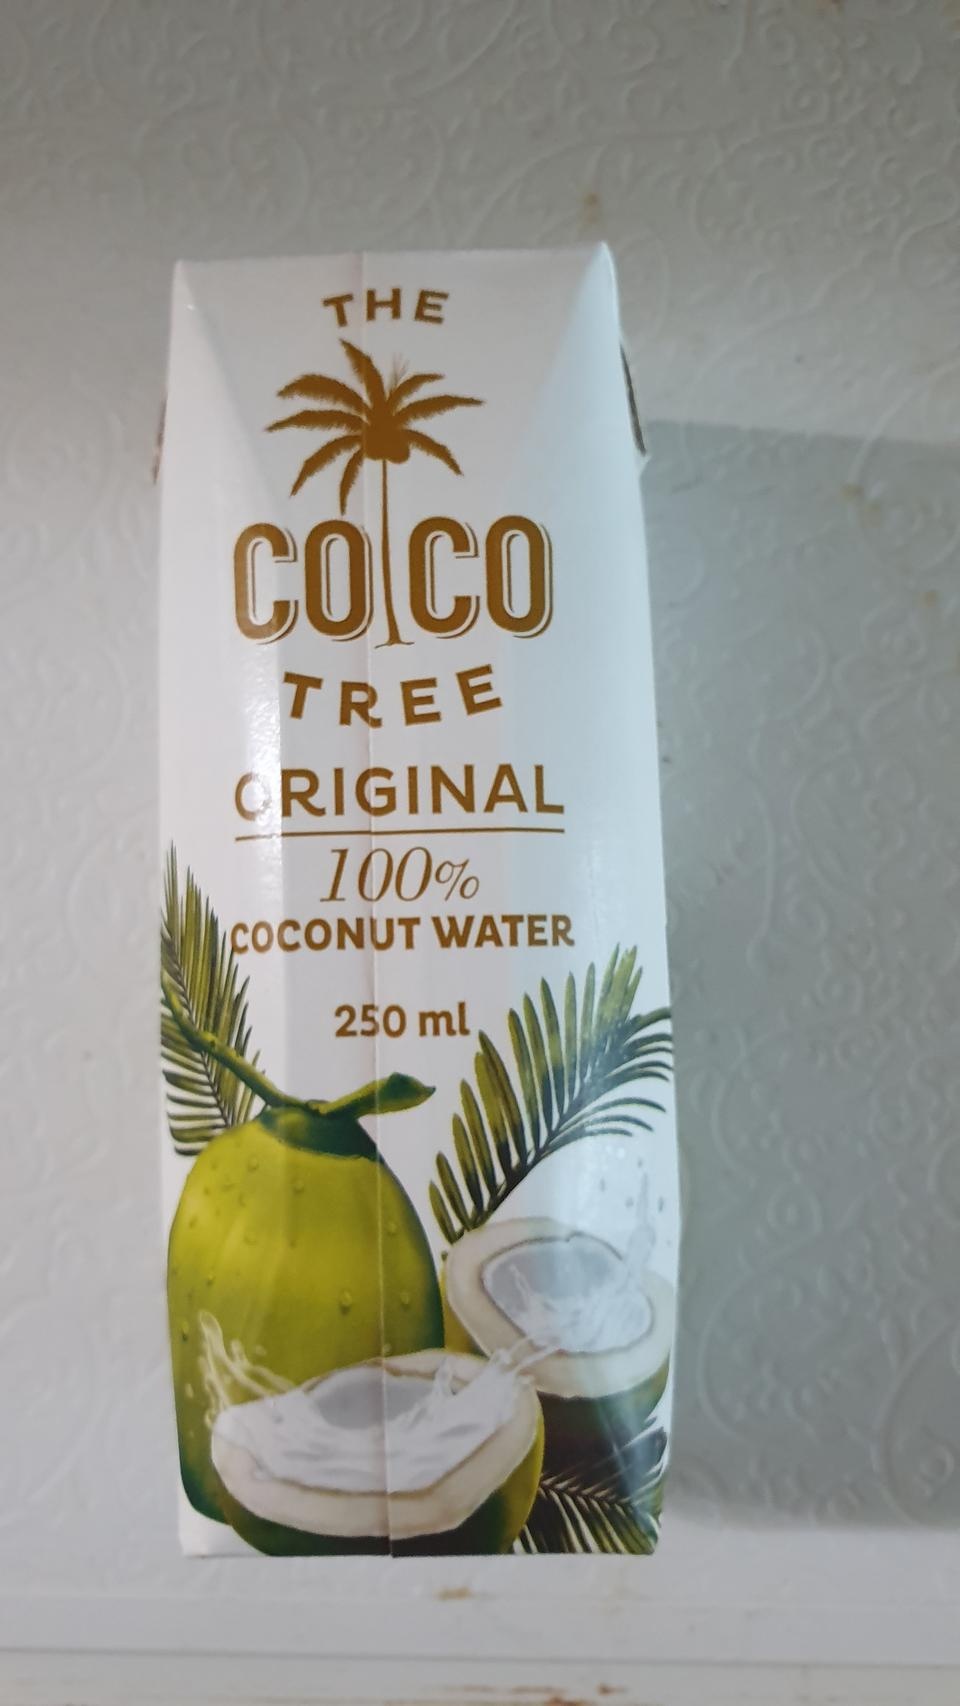 THE
COCO
TREE
ORIGINAL
100%
COCONUT WATER
250 ml